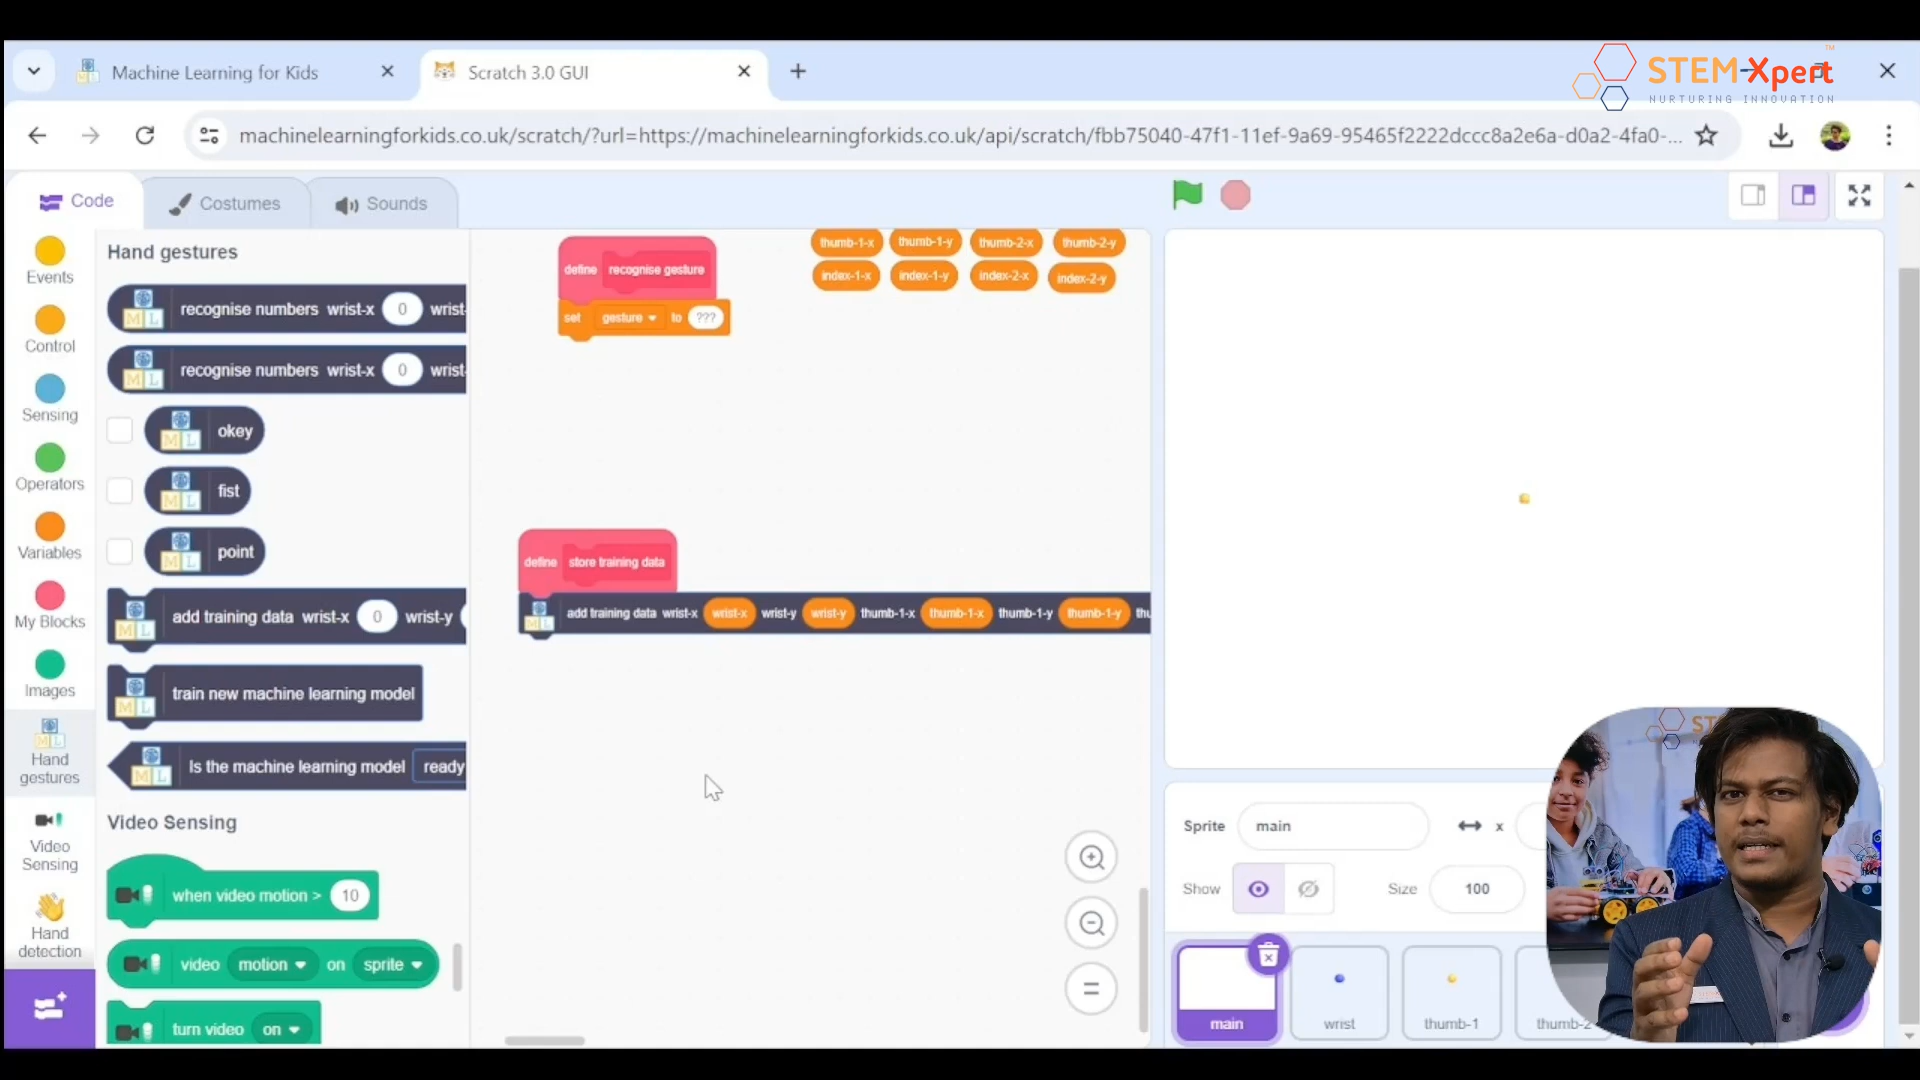 Machine Learning for Kids
Scratch 3.0 GUI
STEM-Xpert
™
NURTURING INNOVATION
machinelearningforkids.co.uk/scratch/?url=https://machinelearningforkids.co.uk/api/scratch/fbb75040-47f1-11ef-9a69-95465f2222dccc8a2e6a-d0a2-4fa0-...
Code
Costumes
Sounds
Events
Control
Sensing
Operators
Variables
My Blocks
Images
Hand
gestures
Video
Sensing
Hand
detection
Hand gestures
recognise numbers wrist-x 0 wrist-
recognise numbers wrist-x 0 wrist-
okey
fist
point
add training data wrist-x 0 wrist-y
train new machine learning model
Is the machine learning model ready
Video Sensing
when video motion > 10
video motion on sprite
turn video on
define recognise gesture
set gesture to ???
thumb-1-x thumb-1-y thumb-2-x thumb-2-y
index-1-x index-1-y index-2-x index-2-y
define store training data
add training data wrist-x wrist-x wrist-y wrist-y thumb-1-x thumb-1-x thumb-1-y thumb-1-y thu
Sprite main x
Show Size 100
main
wrist
thumb-1
thumb-2